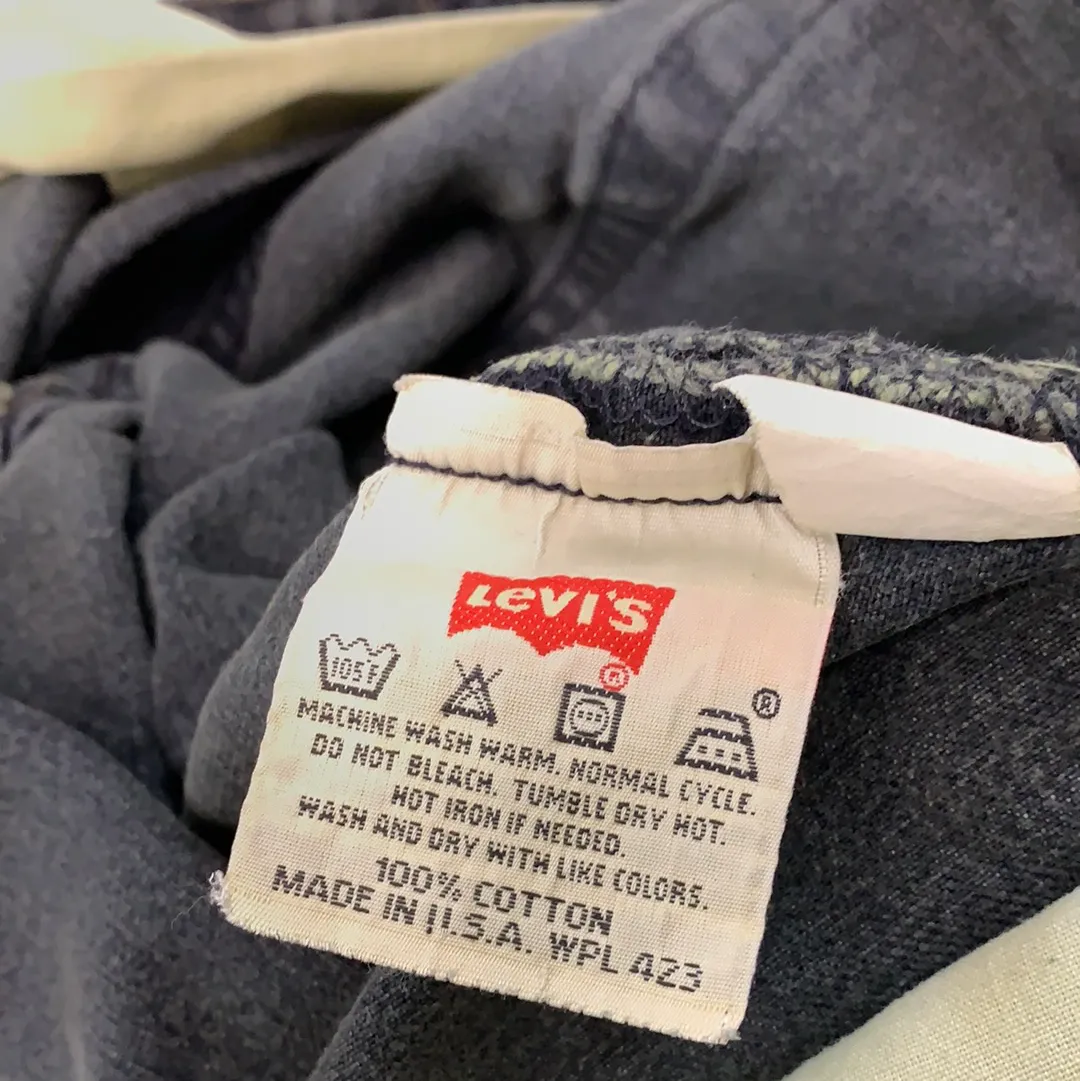 Levi's
®
105F
®
MACHINE WASH WARM. NORMAL CYCLE.
DO NOT BLEACH. TUMBLE DRY HOT.
HOT IRON IF NEEDED.
WASH AND DRY WITH LIKE COLORS.
100% COTTON
MADE IN U.S.A. WPL 423